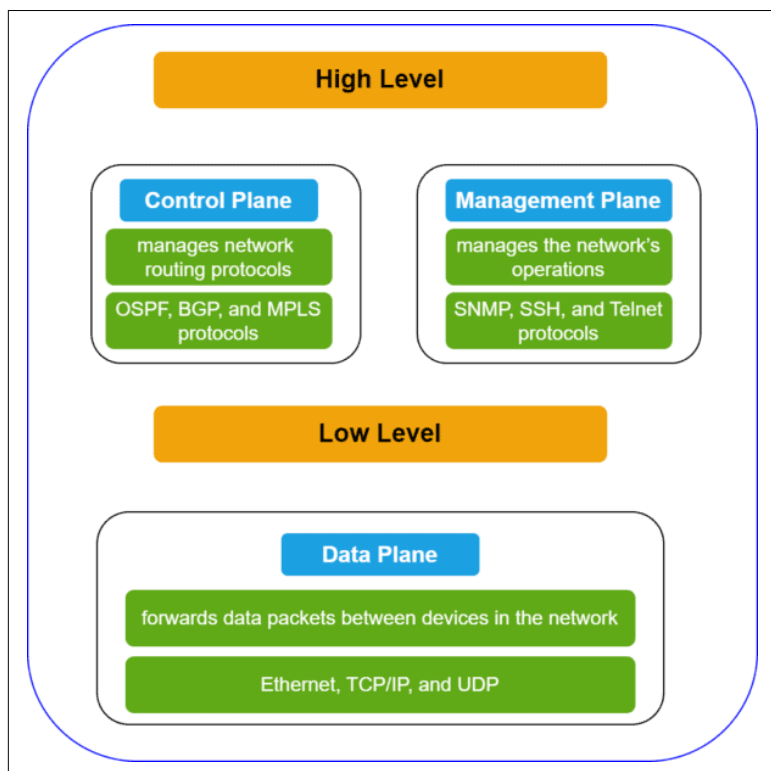 High Level
Control Plane
manages network
routing protocols
OSPF, BGP, and MPLS
protocols
Management Plane
manages the network's
operations
SNMP, SSH, and Telnet
protocols
Low Level
Data Plane
forwards data packets between devices in the network
Ethernet, TCP/IP, and UDP